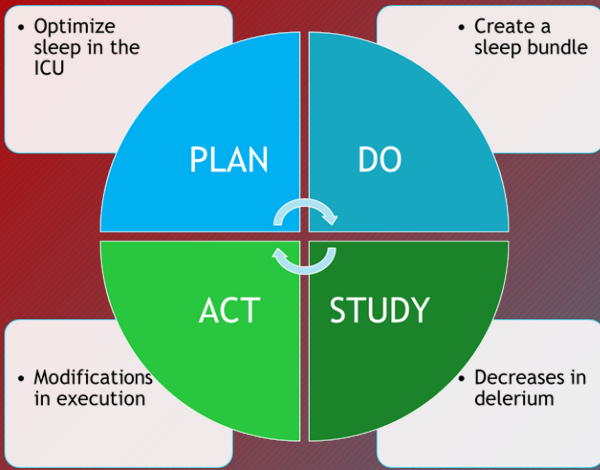 • Optimize
sleep in the
ICU
• Create a
sleep bundle
PLAN
DO
ACT
STUDY
• Modifications
in execution
• Decreases in
delerium